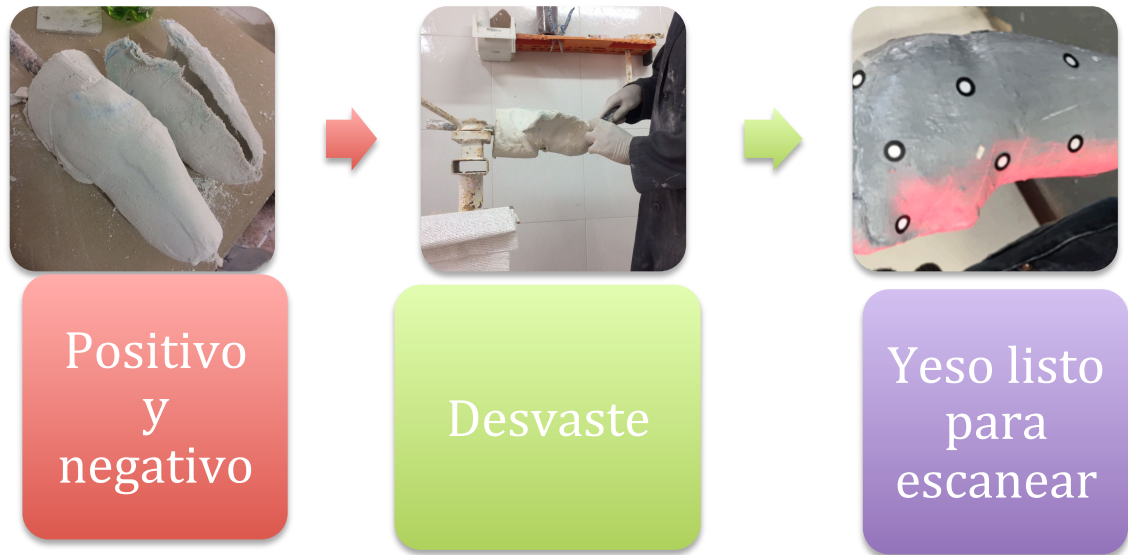 Positivo
y
negativo
Desvaste
Yeso listo
para
escanear